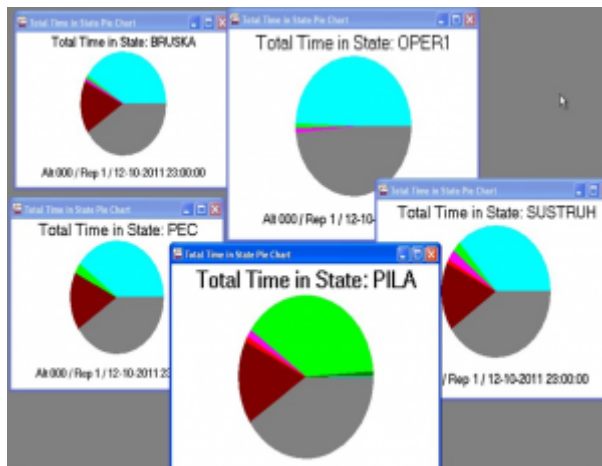 Total Time in State Pie Chart
Total Time in State: BRUSKA
Alt 000 / Rep 1 / 12-10-2011 23:00:00
Total Time in State Pie Chart
Total Time in State: OPER1
Alt 000 / Rep 1 / 12-10-
Total Time in State Pie Chart
Total Time in State: PEC
Alt 000 / Rep 1 / 12-10-2011 23
Total Time in State Pie Chart
Total Time in State: SUSTRUH
/ Rep 1 / 12-10-2011 23:00:00
Total Time in State Pie Chart
Total Time in State: PILA